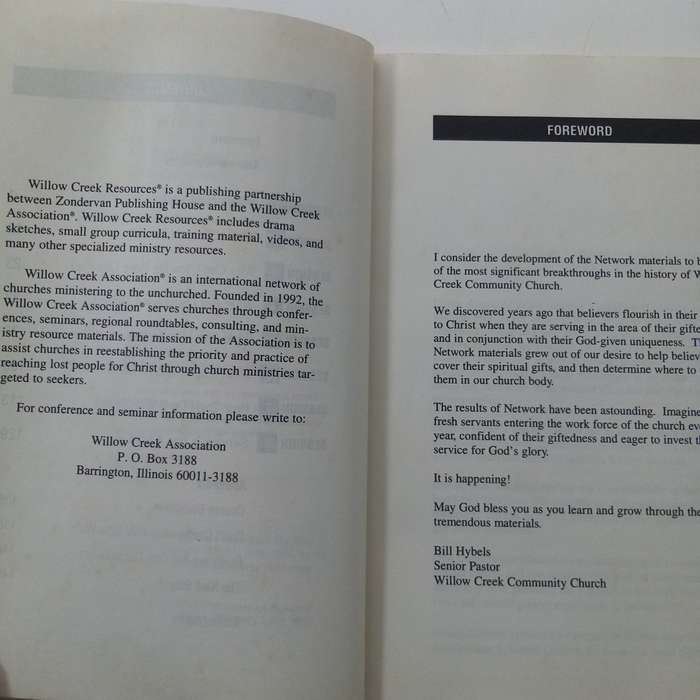 Willow Creek Resources® is a publishing partnership
between Zondervan Publishing House and the Willow Creek
Association®. Willow Creek Resources® includes drama
sketches, small group curricula, training material, videos, and
many other specialized ministry resources.
Willow Creek Association® is an international network of
churches ministering to the unchurched. Founded in 1992, the
Willow Creek Association® serves churches through confer-
ences, seminars, regional roundtables, consulting, and min-
istry resource materials. The mission of the Association is to
assist churches in reestablishing the priority and practice of
reaching lost people for Christ through church ministries tar-
geted to seekers.
For conference and seminar information please write to:
Willow Creek Association
P. O. Box 3188
Barrington, Illinois 60011-3188
FOREWORD
I consider the development of the Network materials to
of the most significant breakthroughs in the history of
Creek Community Church.
We discovered years ago that believers flourish in their
to Christ when they are serving in the area of their
and in conjunction with their God-given uniqueness.
Network materials grew out of our desire to help
cover their spiritual gifts, and then determine where to
them in our church body.
The results of Network have been astounding. Imagine
fresh servants entering the work force of the church
year, confident of their giftedness and eager to invest
service for God's glory.
It is happening!
May God bless you as you learn and grow through
tremendous materials.
Bill Hybels
Senior Pastor
Willow Creek Community Church